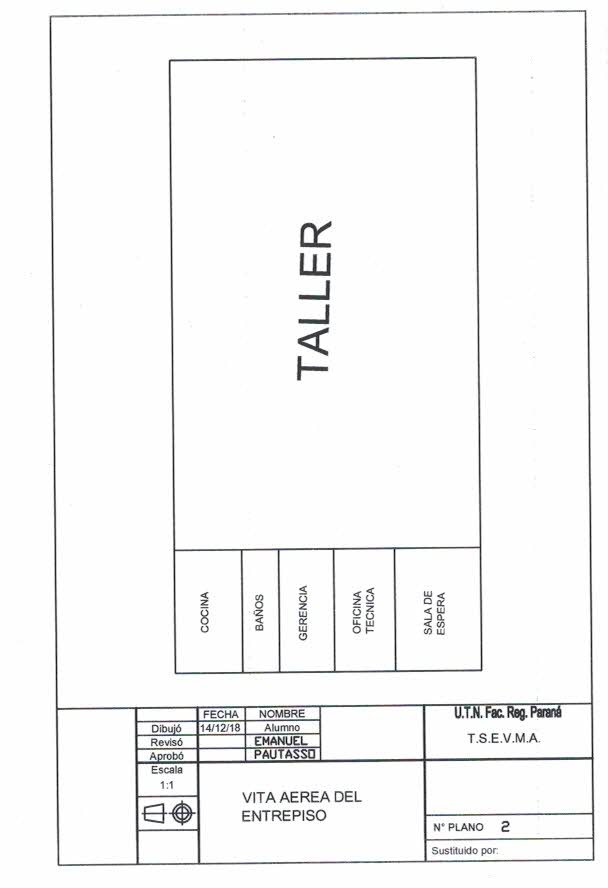 TALLER
COCINA
BAÑOS
GERENCIA
OFICINA
TECNICA
SALA DE
ESPERA
FECHA NOMBRE
Dibujó 14/12/18 Alumno
Revisó EMANUEL
Aprobó PAUTASSO
Escala
1:1
VITA AEREA DEL
ENTREPISO
U.T.N. Fac. Reg. Paraná
T.S.E.V.M.A.
N° PLANO 2
Sustituido por: